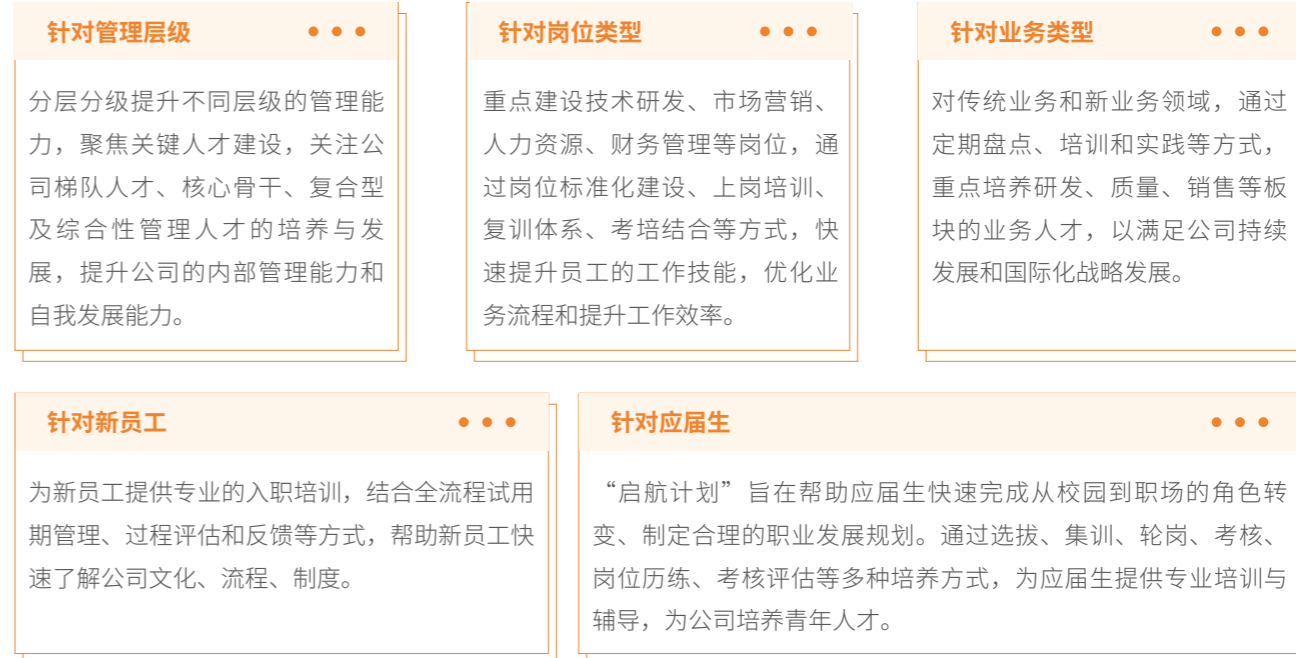 针对管理层级
分层分级提升不同层级的管理能
力，聚焦关键人才建设，关注公
司梯队人才、核心骨干、复合型
及综合性管理人才的培养与发
展，提升公司的内部管理能力和
自我发展能力。
针对岗位类型
重点建设技术研发、市场营销、
人力资源、财务管理等岗位，通
过岗位标准化建设、上岗培训、
复训体系、考培结合等方式，快
速提升员工的工作技能，优化业
务流程和提升工作效率。
针对业务类型
对传统业务和新业务领域，通过
定期盘点、培训和实践等方式，
重点培养研发、质量、销售等板
块的业务人才，以满足公司持续
发展和国际化战略发展。
针对新员工
为新员工提供专业的入职培训，结合全流程试用
期管理、过程评估和反馈等方式，帮助新员工快
速了解公司文化、流程、制度。
针对应届生
“启航计划”旨在帮助应届生快速完成从校园到职场的角色转
变、制定合理的职业发展规划。通过选拔、集训、轮岗、考核、
岗位历练、考核评估等多种培养方式，为应届生提供专业培训与
辅导，为公司培养青年人才。